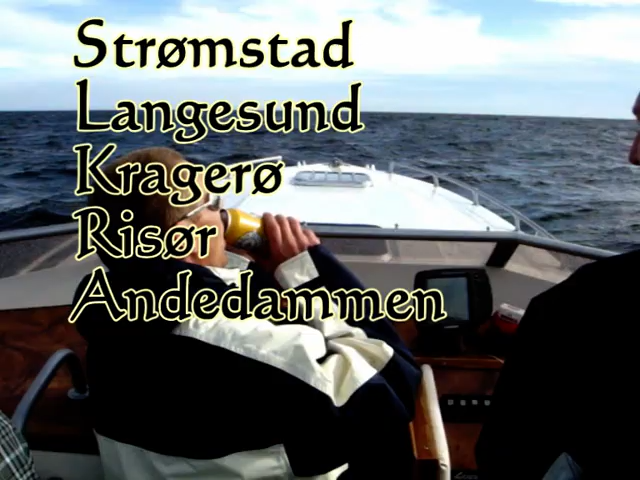 Strømstad
Langesund
Kragerø
Risør
Andedammen